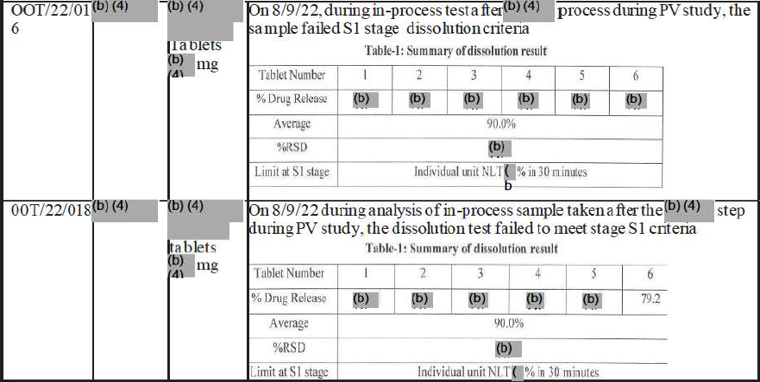 OOT/22/01 (b) (4) (b) (4) On 8/9/22, during in-process test after (b) (4) process during PV study, the
6 sample failed S1 stage dissolution criteria
Tablets
(b) (4) mg
Table-1: Summary of dissolution result
Tablet Number 1 2 3 4 5 6
% Drug Release (b) (b) (b) (b) (b) (b)
Average 90.0%
%RSD (b)
Limit at S1 stage Individual unit NLT ( b % in 30 minutes
OOT/22/018 (b) (4) (b) (4) On 8/9/22 during analysis of in-process sample taken after the (b) (4) step
during PV study, the dissolution test failed to meet stage S1 criteria
tablets
(b) (4) mg
Table-1: Summary of dissolution result
Tablet Number 1 2 3 4 5 6
% Drug Release (b) (b) (b) (b) (b) 79.2
Average 90.0%
%RSD (b)
Limit at S1 stage Individual unit NLT ( % in 30 minutes